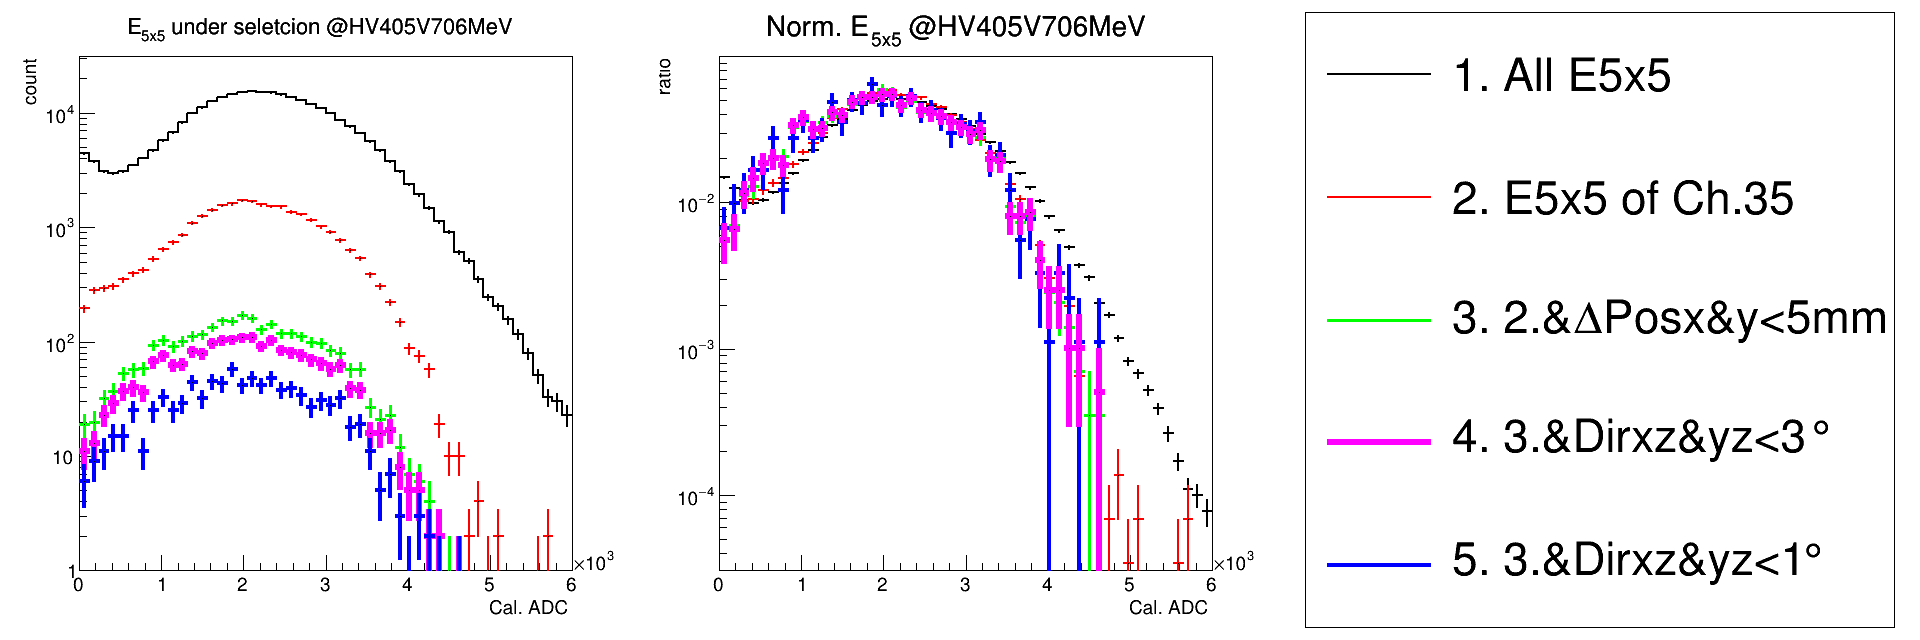 E5x5 under seletcion @HV405V706MeV
count
10^4
10^3
10^2
10
1
0 1 2 3 4 5 6
×10^3
Cal. ADC
Norm. E5x5 @HV405V706MeV
ratio
10^−2
10^−3
10^−4
0 1 2 3 4 5 6
×10^3
Cal. ADC
1. All E5x5
2. E5x5 of Ch.35
3. 2.&ΔPosx&y<5mm
4. 3.&Dirxz&yz<3°
5. 3.&Dirxz&yz<1°